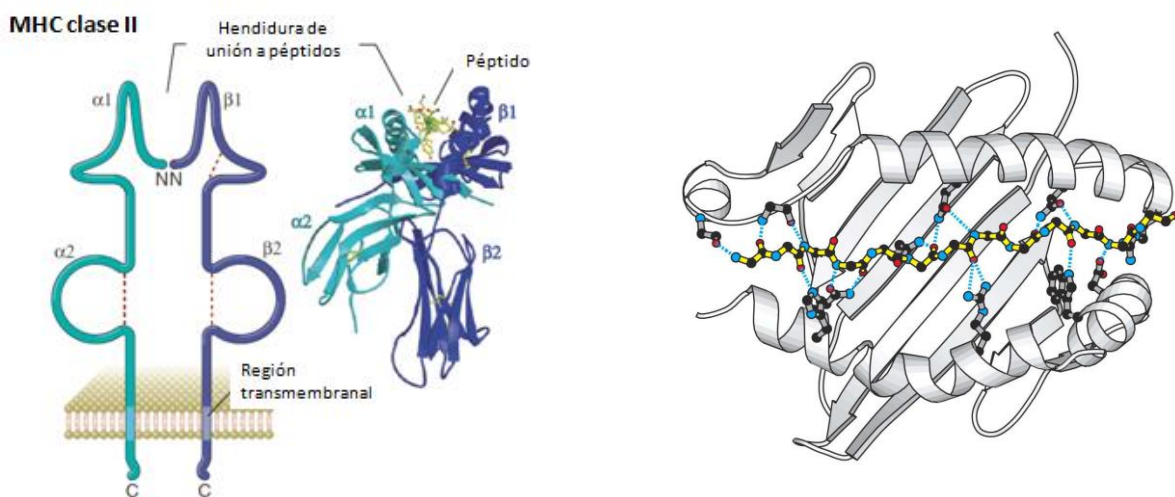 MHC clase II
Hendidura de
unión a péptidos
Péptido
α1
β1
α1
β1
NN
α2
β2
α2
β2
Región
transmembranal
C
C